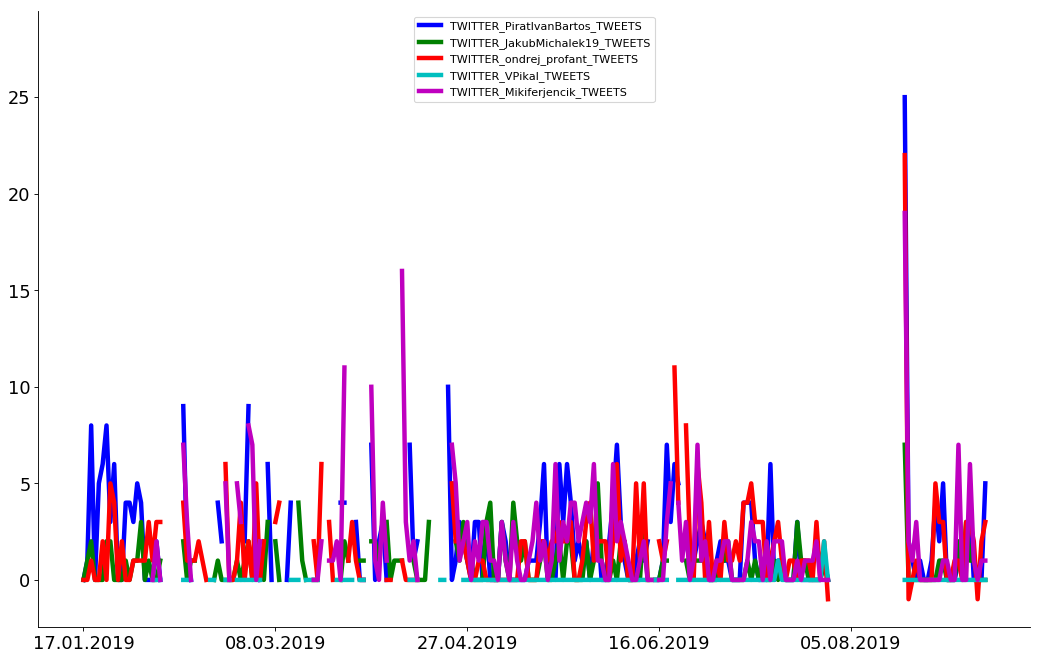 TWITTER_PiratIvanBartos_TWEETS
TWITTER_JakubMichalek19_TWEETS
TWITTER_ondrej_profant_TWEETS
TWITTER_VPikal_TWEETS
TWITTER_Mikiferjencik_TWEETS
25
20
15
10
5
0
17.01.2019 08.03.2019 27.04.2019 16.06.2019 05.08.2019